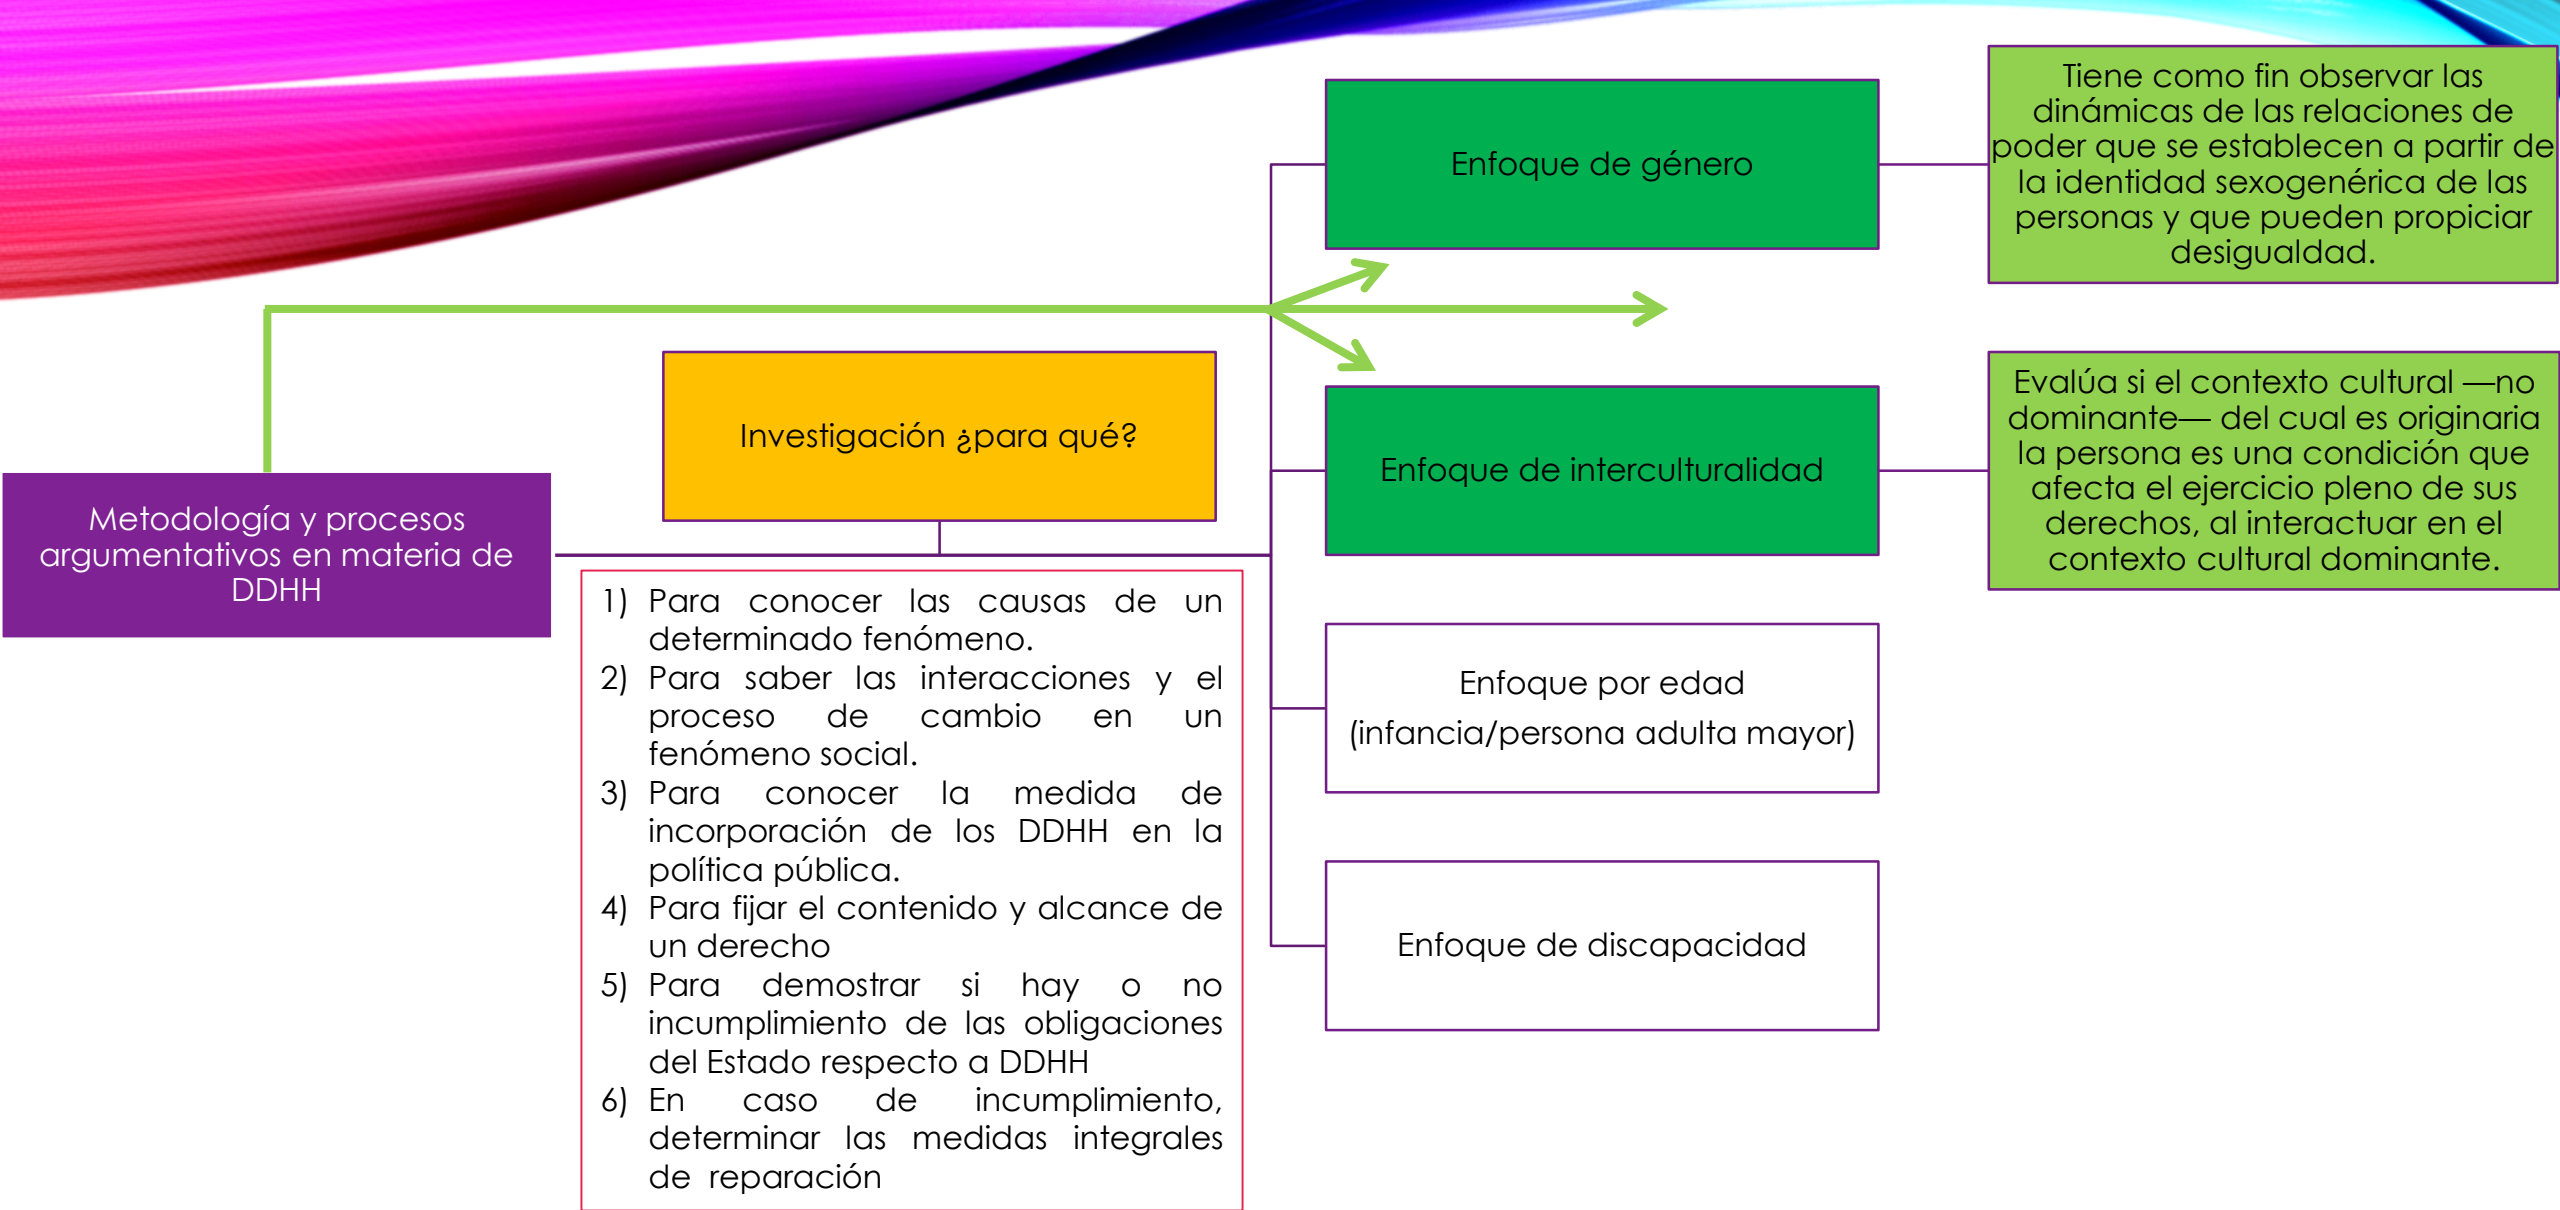 Metodología y procesos
argumentativos en materia de
DDHH
Investigación ¿para qué?
1) Para conocer las causas de un
determinado fenómeno.
2) Para saber las interacciones y el
proceso de cambio en un
fenómeno social.
3) Para conocer la medida de
incorporación de los DDHH en la
política pública.
4) Para fijar el contenido y alcance de
un derecho
5) Para demostrar si hay o no
incumplimiento de las obligaciones
del Estado respecto a DDHH
6) En caso de incumplimiento,
determinar las medidas integrales
de reparación
Enfoque de género
Tiene como fin observar las
dinámicas de las relaciones de
poder que se establecen a partir de
la identidad sexogenérica de las
personas y que pueden propiciar
desigualdad.
Enfoque de interculturalidad
Evalúa si el contexto cultural —no
dominante— del cual es originaria
la persona es una condición que
afecta el ejercicio pleno de sus
derechos, al interactuar en el
contexto cultural dominante.
Enfoque por edad
(infancia/persona adulta mayor)
Enfoque de discapacidad